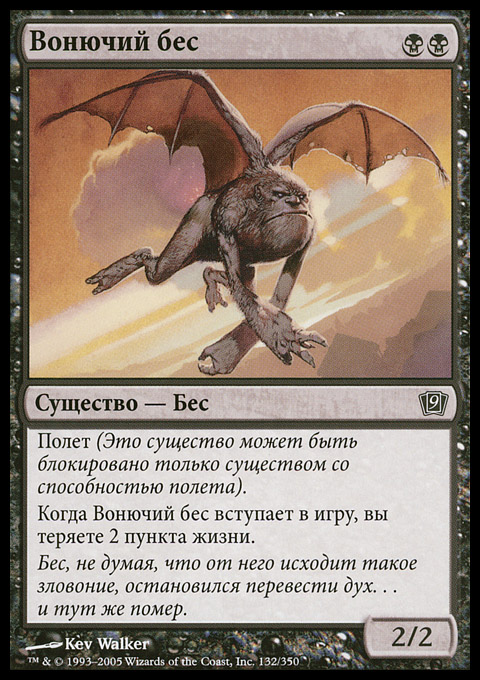 Вонючий бес
Существо — Бес
9
Полет (Это существо может быть
блокировано только существом со
способностью полета).
Когда Вонючий бес вступает в игру, вы
теряете 2 пункта жизни.
Бес, не думая, что от него исходит такое
зловоние, остановился перевести дух. . .
и тут же помер.
Kev Walker
2/2
™ & © 1993–2005 Wizards of the Coast, Inc. 132/350